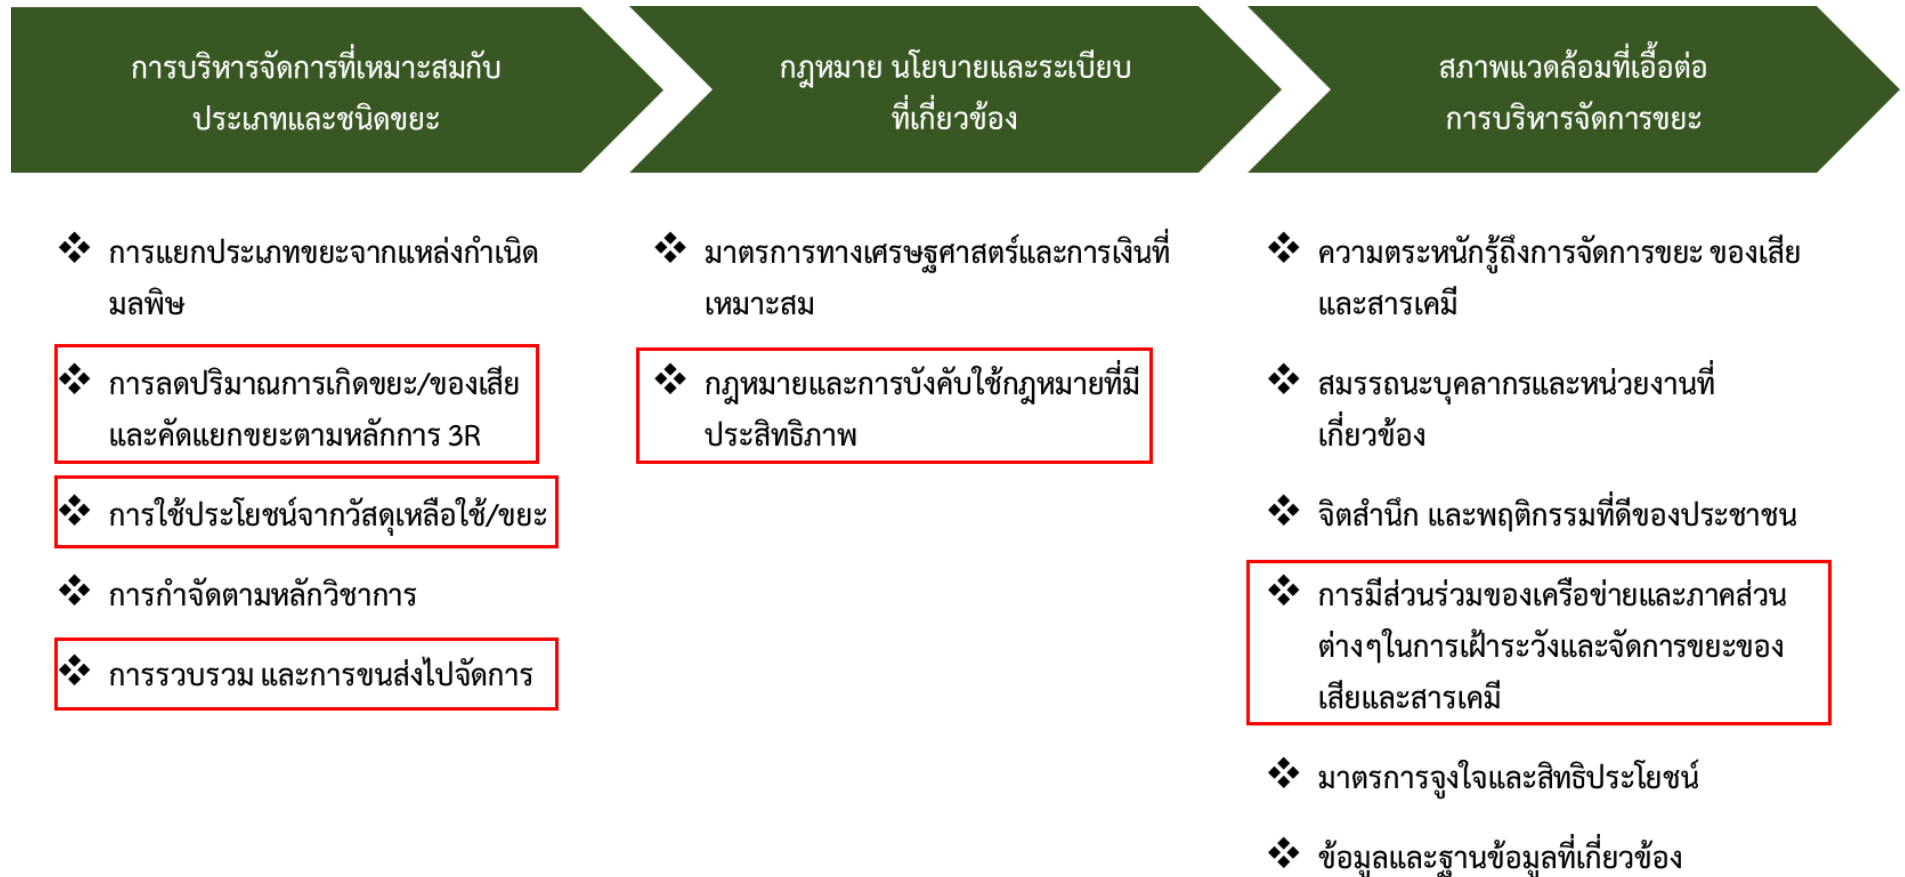 การบริหารจัดการที่เหมาะสมกับ
ประเภทและชนิดขยะ
กฎหมาย นโยบายและระเบียบ
ที่เกี่ยวข้อง
สภาพแวดล้อมที่เอื้อต่อ
การบริหารจัดการขยะ
การแยกประเภทขยะจากแหล่งกำเนิด
มลพิษ
การลดปริมาณการเกิดขยะ/ของเสีย
และคัดแยกขยะตามหลักการ 3R
การใช้ประโยชน์จากวัสดุเหลือใช้/ขยะ
การกำจัดตามหลักวิชาการ
การรวบรวม และการขนส่งไปจัดการ
มาตรการทางเศรษฐศาสตร์และการเงินที่
เหมาะสม
กฎหมายและการบังคับใช้กฎหมายที่มี
ประสิทธิภาพ
ความตระหนักรู้ถึงการจัดการขยะ ของเสีย
และสารเคมี
สมรรถนะบุคลากรและหน่วยงานที่
เกี่ยวข้อง
จิตสำนึก และพฤติกรรมที่ดีของประชาชน
การมีส่วนร่วมของเครือข่ายและภาคส่วน
ต่างๆในการเฝ้าระวังและจัดการขยะของ
เสียและสารเคมี
มาตรการจูงใจและสิทธิประโยชน์
ข้อมูลและฐานข้อมูลที่เกี่ยวข้อง